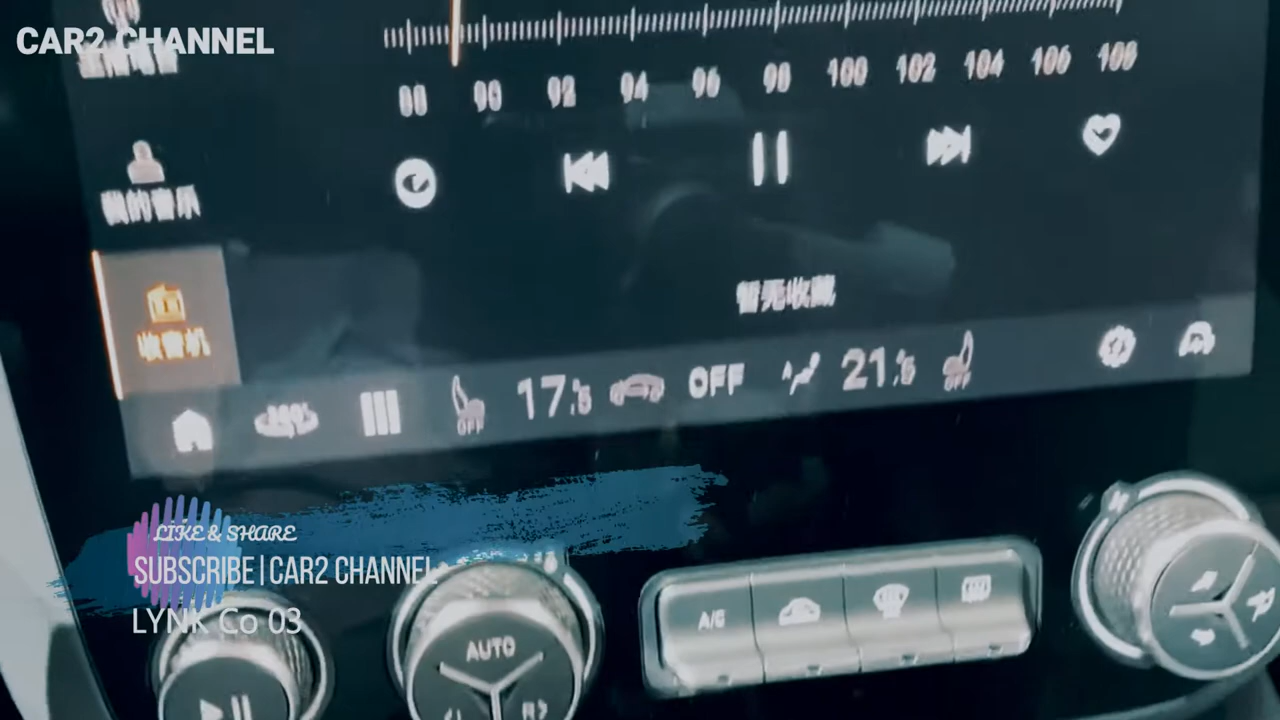 CAR2 CHANNEL
88 90 92 94 96 98 100 102 104 106 108
我的音乐
暂无收藏
收音机
360°
OFF
17.5
OFF
21.5
OFF
LIKE & SHARE
SUBSCRIBE|CAR2 CHANNEL
LYNK Co 03
A/C
AUTO